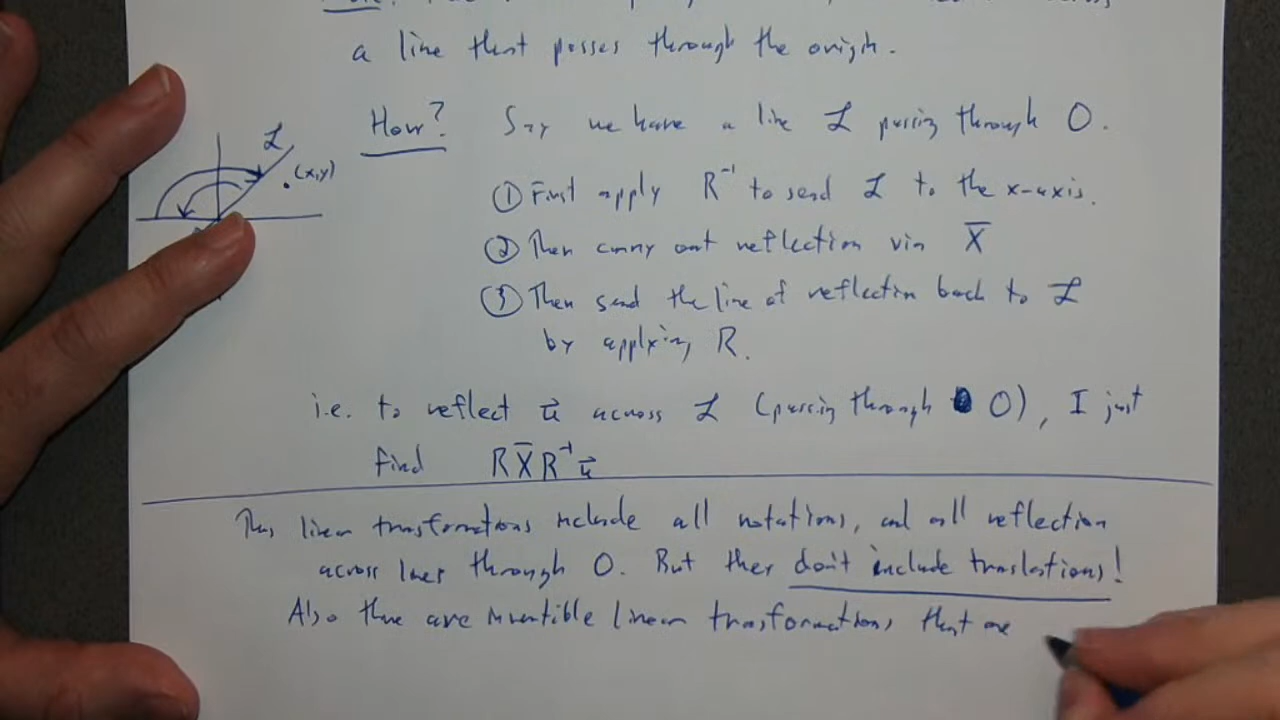 a line that passes through the origin.
How? Say we have a line L passing through O.
L
(x,y)
① First apply R⁻¹ to send L to the x-axis.
② Then carry out reflection via X̄
③ Then send the line of reflection back to L
by applying R.
i.e. to reflect u⃗ across L (passing through O), I just
find RX̄R⁻¹u⃗
Thus linear transformations include all rotations, and all reflection
across lines through O. But they don't include translations!
Also there are invertible linear transformations that are